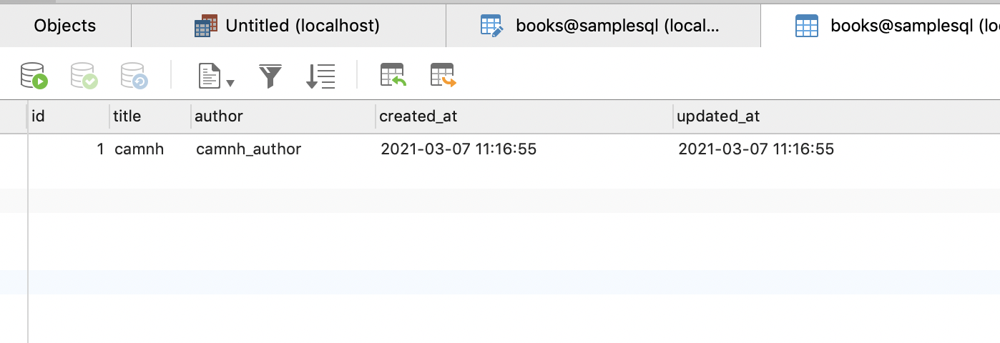 Objects Untitled (localhost) books@samplesql (local... books@samplesql (lo
id title author created_at updated_at
1 camnh camnh_author 2021-03-07 11:16:55 2021-03-07 11:16:55